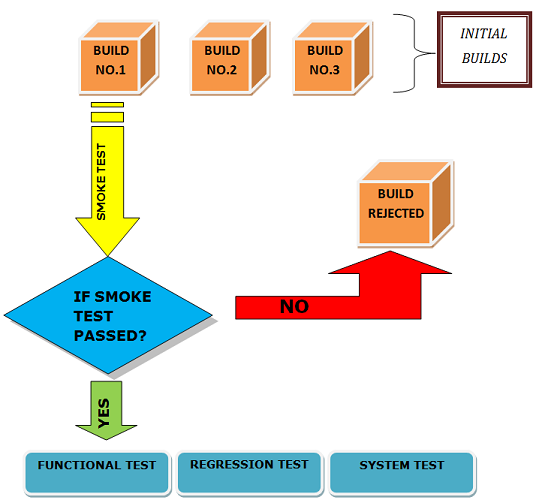 BUILD
NO.1
BUILD
NO.2
BUILD
NO.3
INITIAL
BUILDS
SMOKE TEST
BUILD
REJECTED
IF SMOKE
TEST
PASSED?
NO
YES
FUNCTIONAL TEST
REGRESSION TEST
SYSTEM TEST